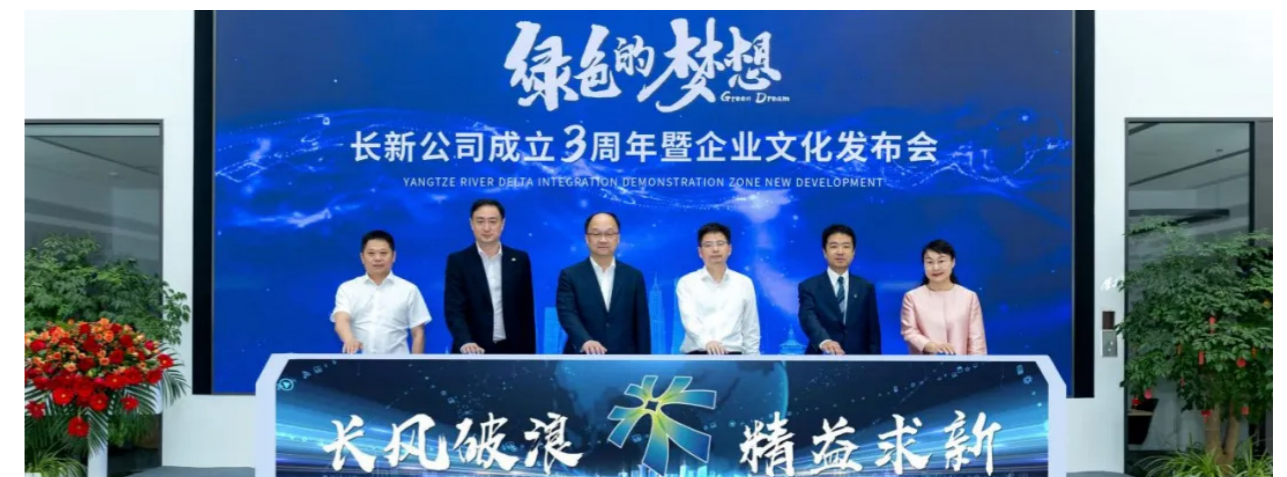 绿色的梦想
Green Dream
长新公司成立3周年暨企业文化发布会
YANGTZE RIVER DELTA INTEGRATION DEMONSTRATION ZONE NEW DEVELOPMENT
长风破浪 精益求新